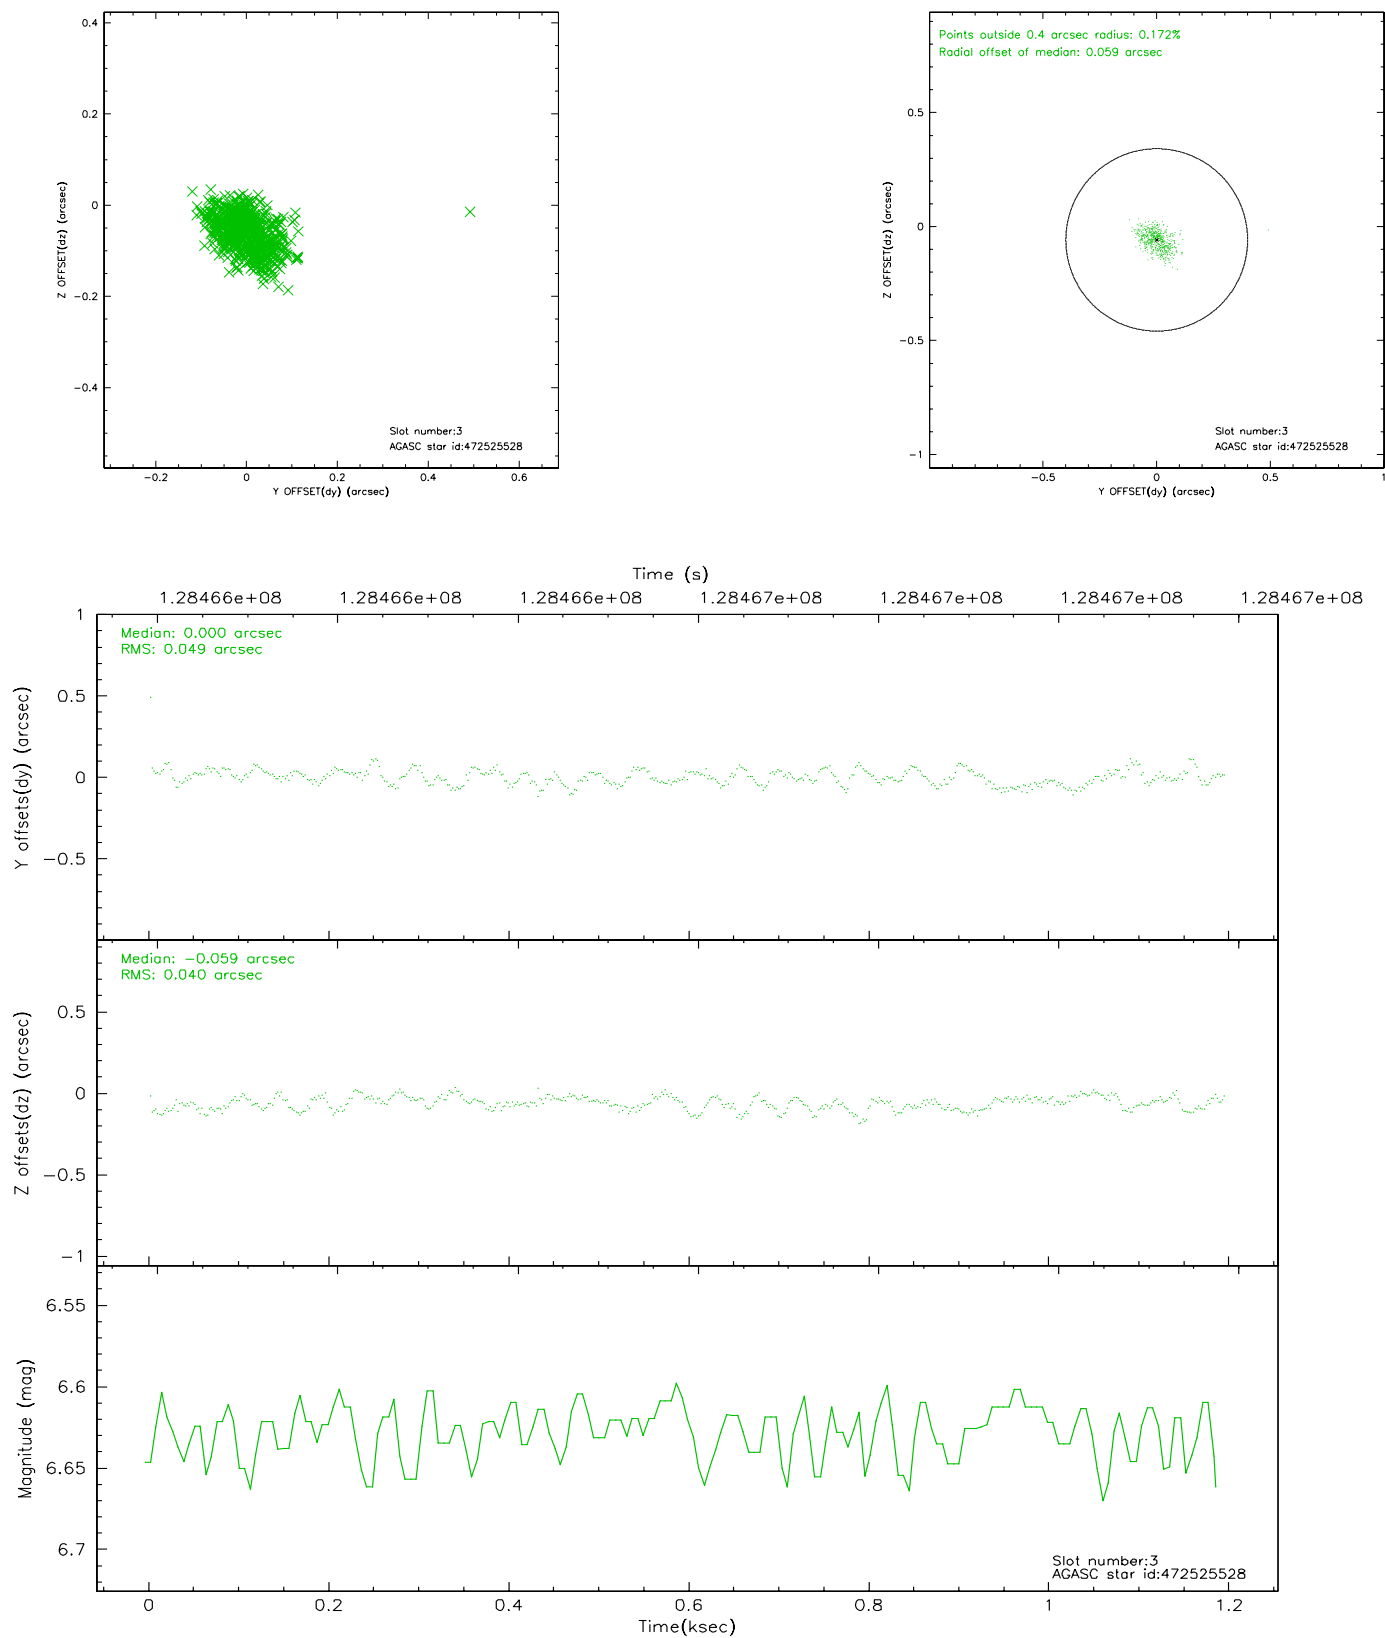 0.4
0.2
0
−0.2
−0.4
Z OFFSET(dz) (arcsec)
Slot number:3
AGASC star id:472525528
−0.2 0 0.2 0.4 0.6
Y OFFSET(dy) (arcsec)
Points outside 0.4 arcsec radius: 0.172%
Radial offset of median: 0.059 arcsec
0.5
0
−0.5
−1
Z OFFSET(dz) (arcsec)
Slot number:3
AGASC star id:472525528
−0.5 0 0.5 1
Y OFFSET(dy) (arcsec)
Time (s)
1.28466e+08 1.28466e+08 1.28466e+08 1.28467e+08 1.28467e+08 1.28467e+08 1.28467e+08
Median: 0.000 arcsec
RMS: 0.049 arcsec
1
0.5
0
−0.5
Y offsets(dy) (arcsec)
Median: −0.059 arcsec
RMS: 0.040 arcsec
0.5
0
−0.5
−1
Z offsets(dz) (arcsec)
6.55
6.6
6.65
6.7
Magnitude (mag)
Slot number:3
AGASC star id:472525528
0 0.2 0.4 0.6 0.8 1 1.2
Time(ksec)